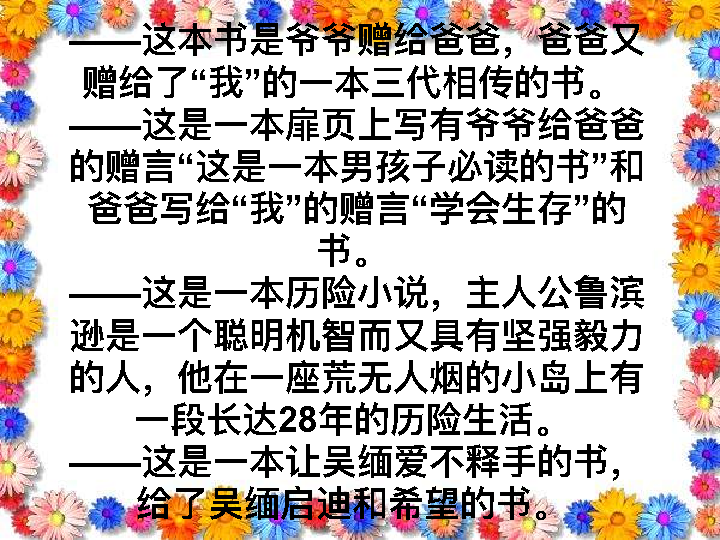 ——这本书是爷爷赠给爸爸，爸爸又
赠给了“我”的一本三代相传的书。
——这是一本扉页上写有爷爷给爸爸
的赠言“这是一本男孩子必读的书”和
爸爸写给“我”的赠言“学会生存”的
书。
——这是一本历险小说，主人公鲁滨
逊是一个聪明机智而又具有坚强毅力
的人，他在一座荒无人烟的小岛上有
一段长达28年的历险生活。
——这是一本让吴缅爱不释手的书，
给了吴缅启迪和希望的书。